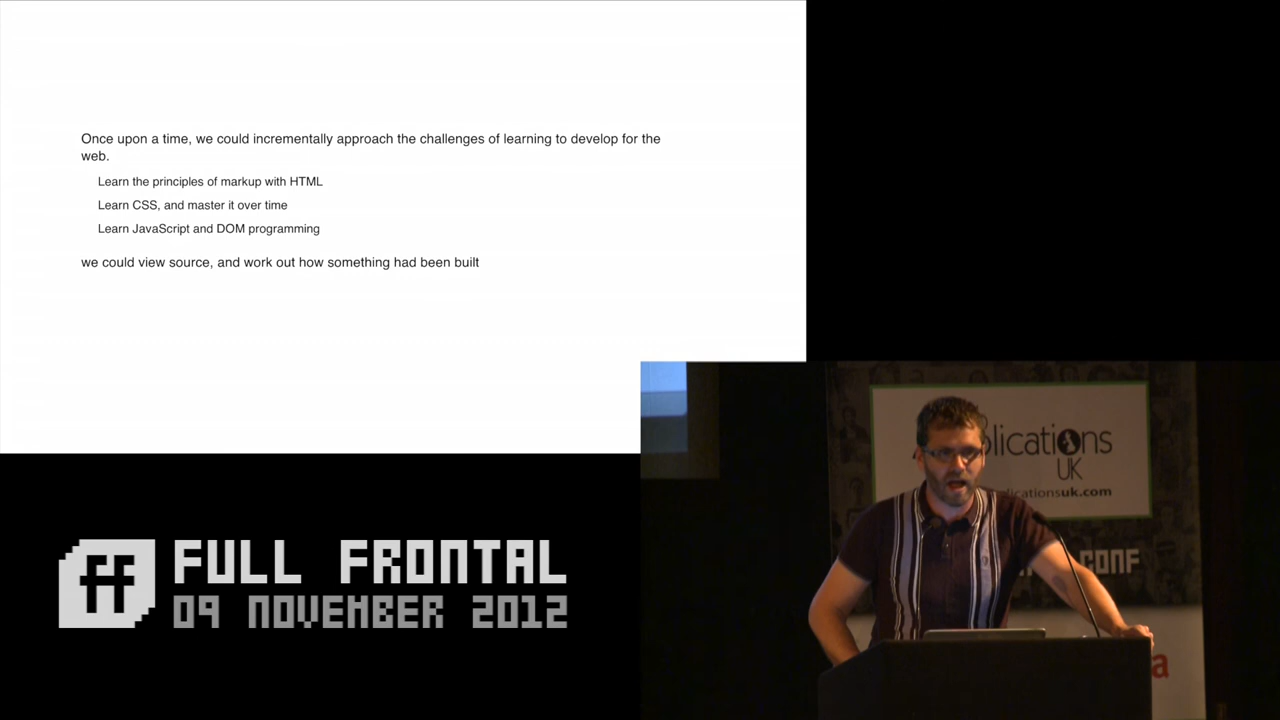 Once upon a time, we could incrementally approach the challenges of learning to develop for the
web.
Learn the principles of markup with HTML
Learn CSS, and master it over time
Learn JavaScript and DOM programming
we could view source, and work out how something had been built
plications
UK
icationsuk.com
CONF
a
ff
FULL FRONTAL
09 NOVEMBER 2012